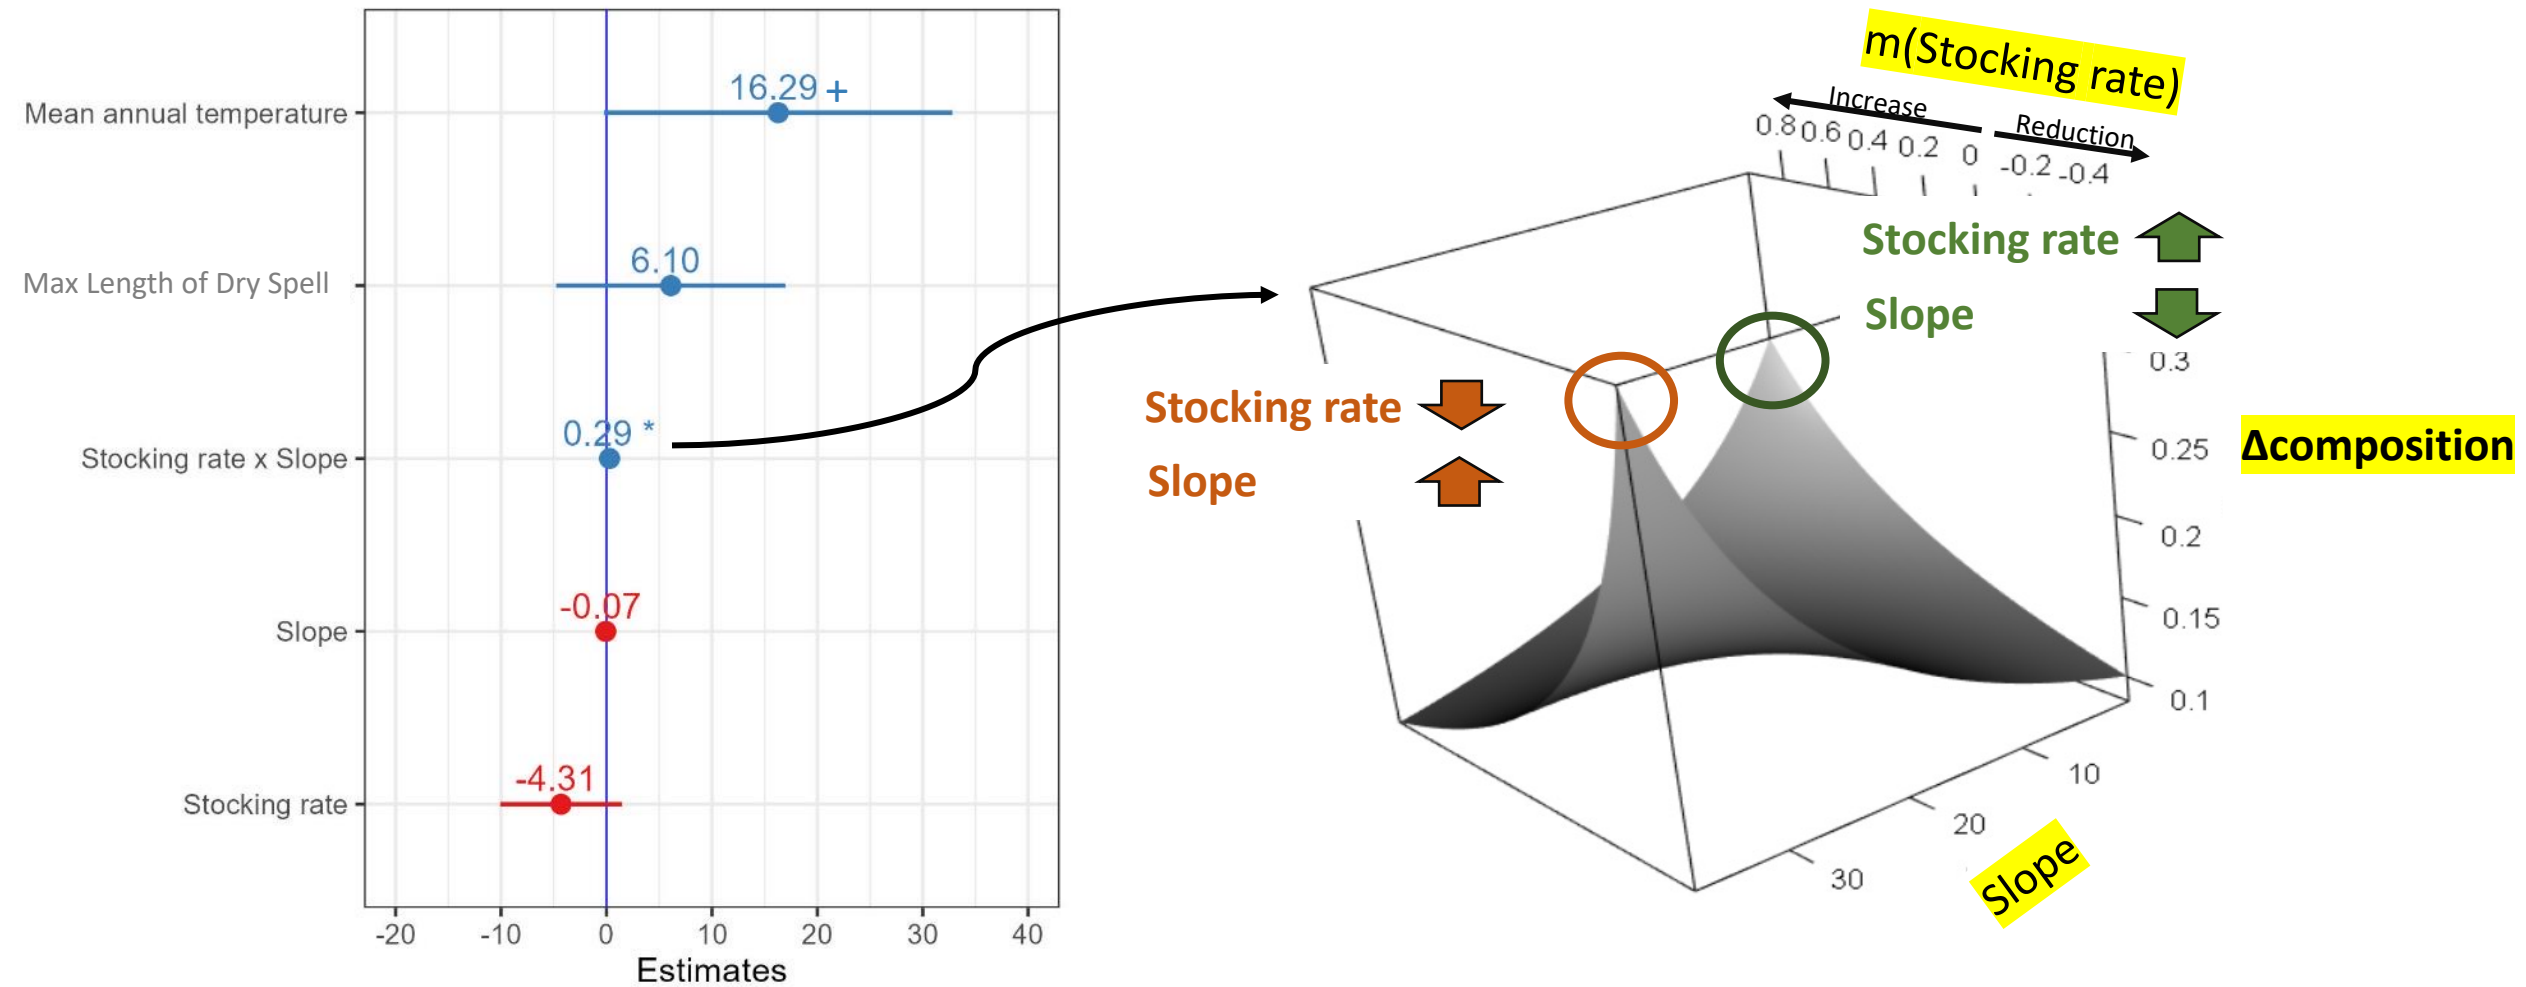 16.29 +
Mean annual temperature
6.10
Max Length of Dry Spell
0.29 *
Stocking rate x Slope
-0.07
Slope
-4.31
Stocking rate
-20 -10 0 10 20 30 40
Estimates
m(Stocking rate)
Increase
Reduction
0.8 0.6 0.4 0.2 0 -0.2 -0.4
Stocking rate
Slope
Stocking rate
Slope
0.3
0.25
0.2
0.15
0.1
Δcomposition
10
20
30
Slope